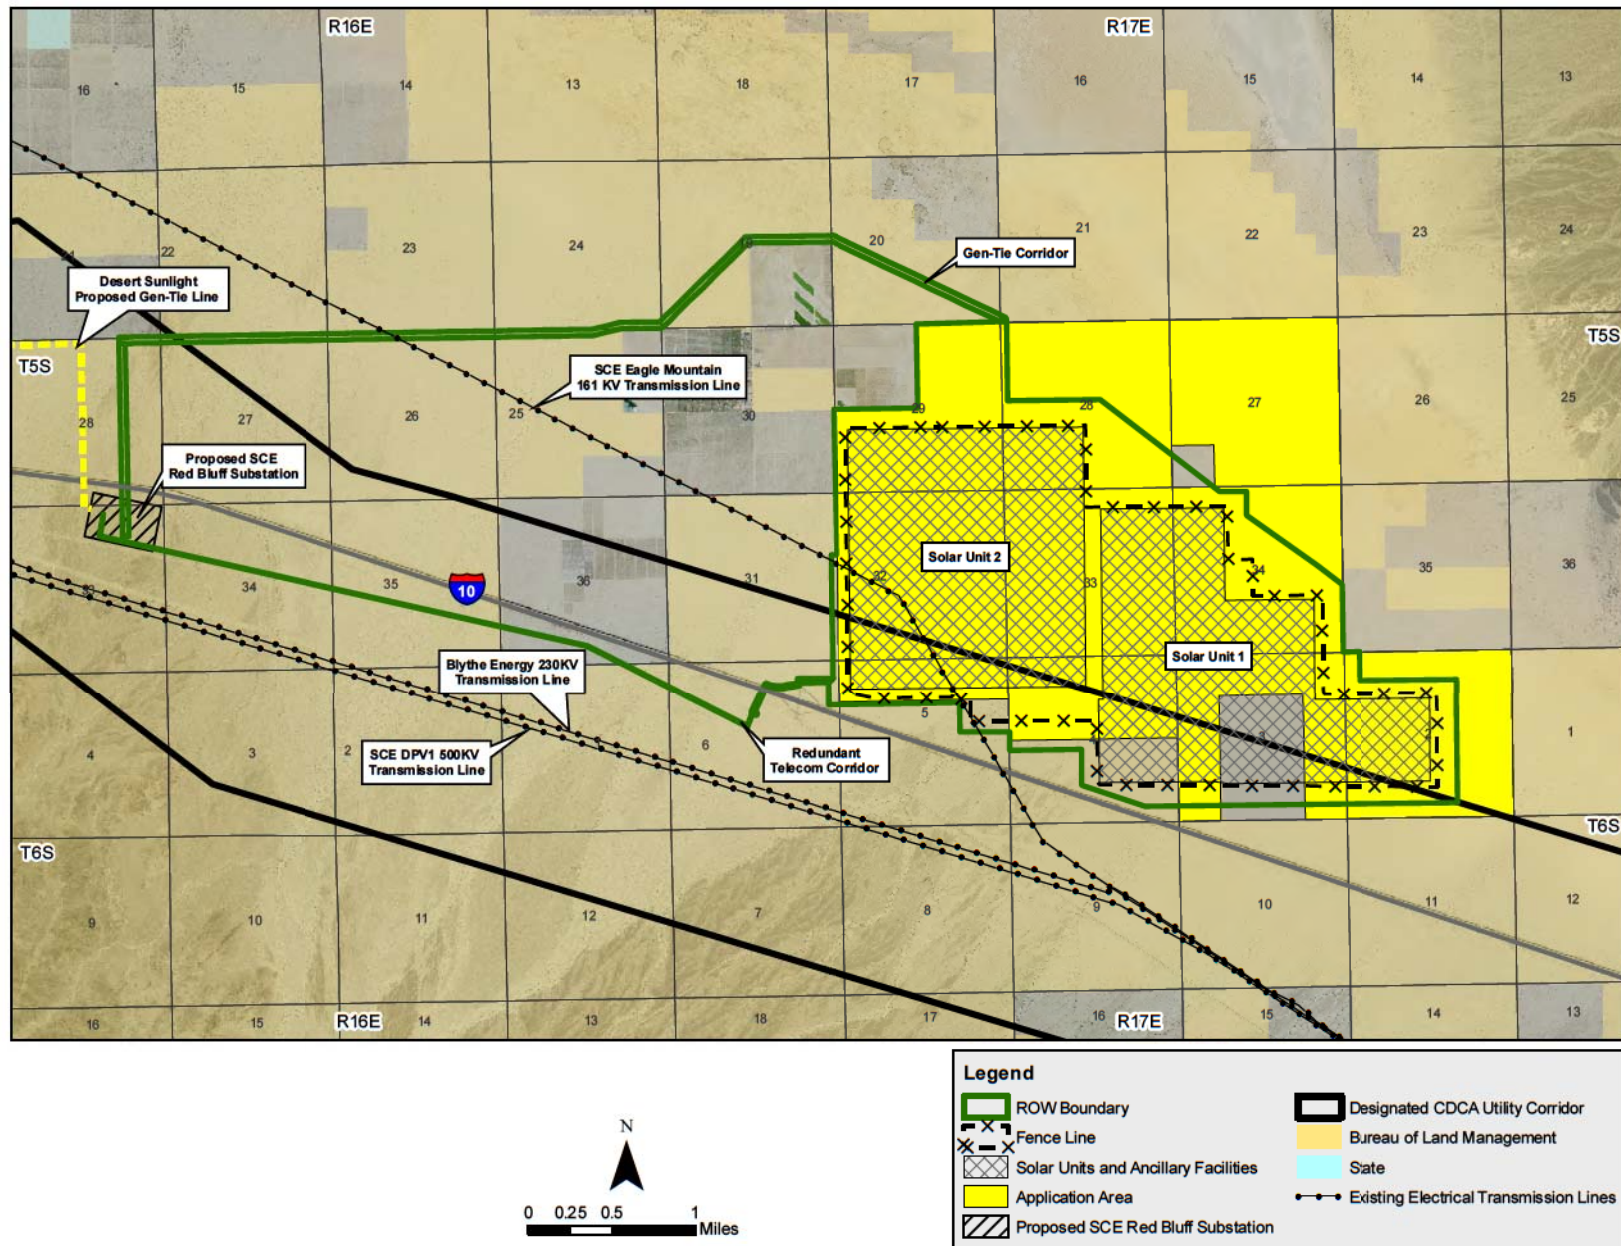 R16E
R17E
16
15
14
13
18
17
16
15
14
13
21
22
23
24
19
20
21
22
23
24
Gen-Tie Corridor
Desert Sunlight
Proposed Gen-Tie Line
T5S
T5S
SCE Eagle Mountain
161 KV Transmission Line
28
27
26
25
30
29
28
27
26
25
Proposed SCE
Red Bluff Substation
Solar Unit 2
33
34
35
10
36
31
32
33
34
35
36
Solar Unit 1
Blythe Energy 230KV
Transmission Line
SCE DPV1 500KV
Transmission Line
Redundant
Telecom Corridor
4
3
2
6
5
3
1
T6S
T6S
9
10
11
12
7
8
9
10
11
12
16
15
R16E
14
13
18
17
16
R17E
15
14
13
Legend
ROW Boundary
Fence Line
Solar Units and Ancillary Facilities
Application Area
Proposed SCE Red Bluff Substation
Designated CDCA Utility Corridor
Bureau of Land Management
State
Existing Electrical Transmission Lines
N
0 0.25 0.5 1
Miles